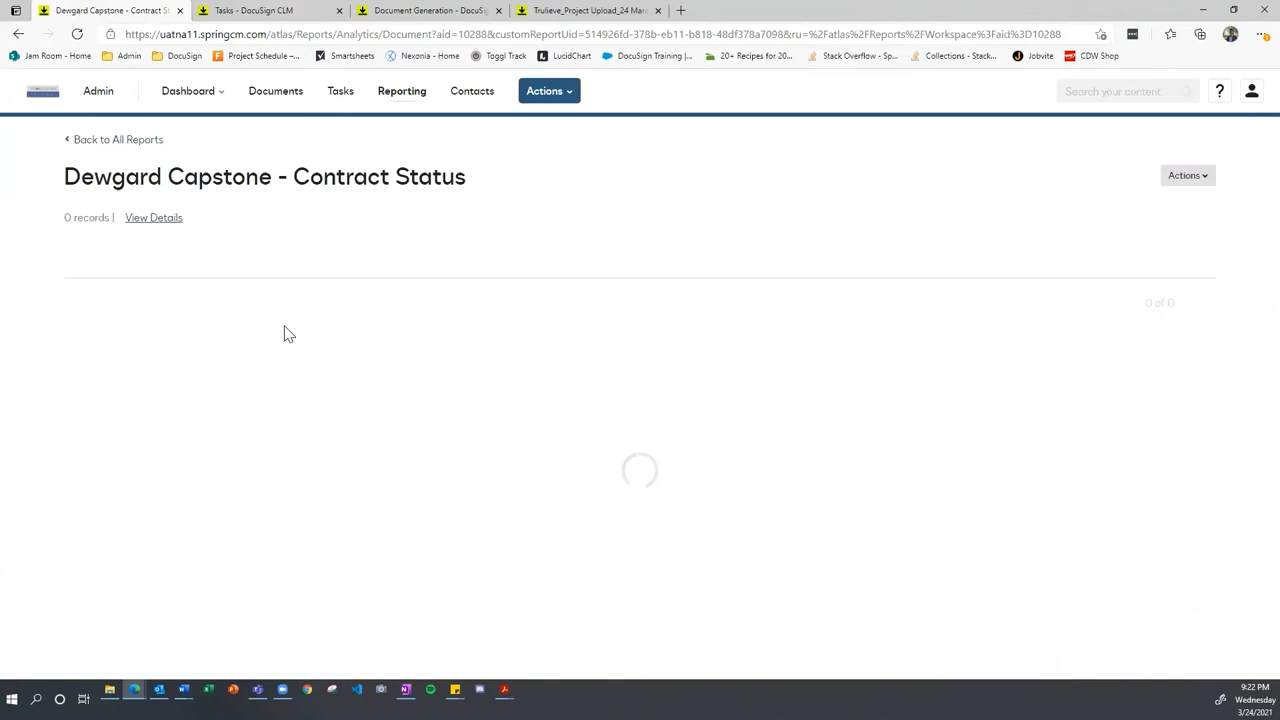 Dewgard Capstone - Contract St
Tasks - DocuSign CLM
Document Generation - DocuSig
Trulieve_Project Upload_24 Marc
https://uatna11.springcm.com/atlas/Reports/Analytics/Document?aid=10288&customReportUid=514926fd-378b-eb11-b818-48df378a7098&ru=%2Fatlas%2FReports%2FWorkspace%3Faid%3D10288
Jam Room - Home
Admin
DocuSign
Project Schedule -...
Smartsheets
Nexonia - Home
Toggl Track
LucidChart
DocuSign Training |...
20+ Recipes for 20...
Stack Overflow - Sp...
Collections - Stack...
Jobvite
CDW Shop
Admin
Dashboard
Documents
Tasks
Reporting
Contacts
Actions
Search your content
?
Back to All Reports
Dewgard Capstone - Contract Status
Actions
0 records | View Details
0 of 0
9:22 PM
Wednesday
3/24/2021